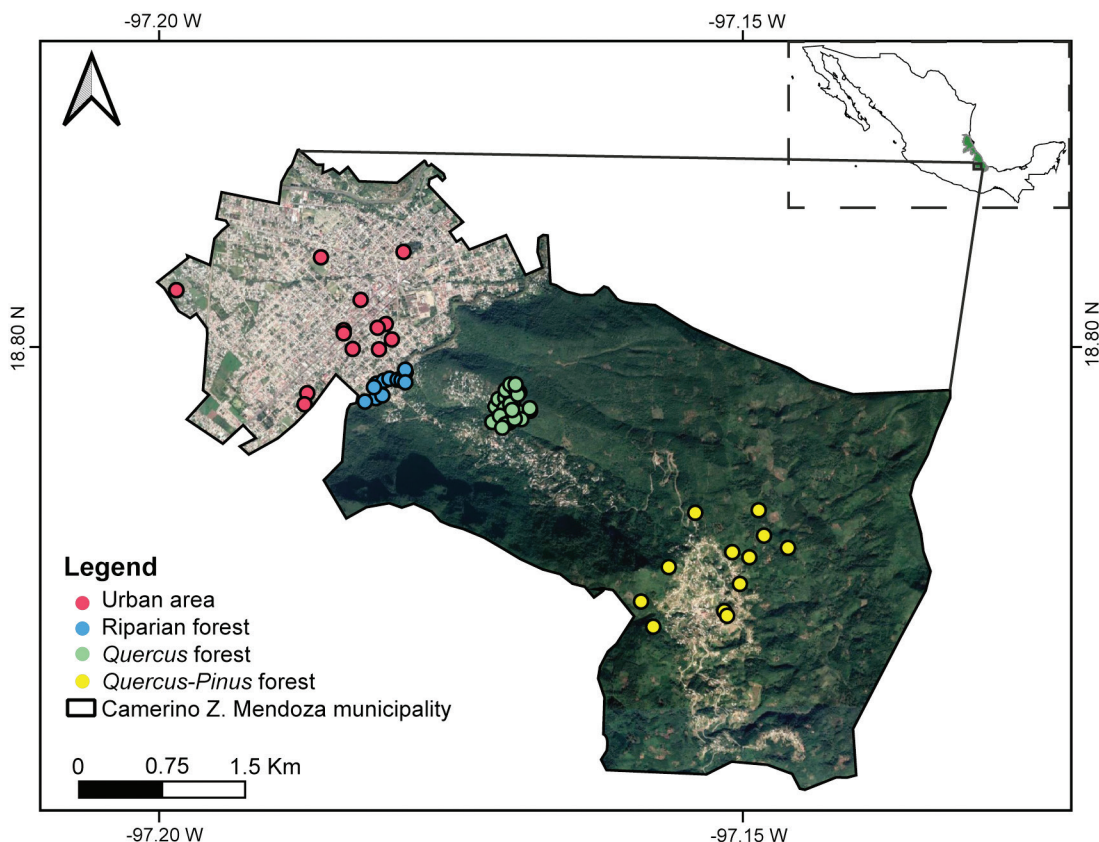 -97.20 W
-97.15 W
18.80 N
18.80 N
Legend
Urban area
Riparian forest
Quercus forest
Quercus-Pinus forest
Camerino Z. Mendoza municipality
0 0.75 1.5 Km
-97.20 W
-97.15 W